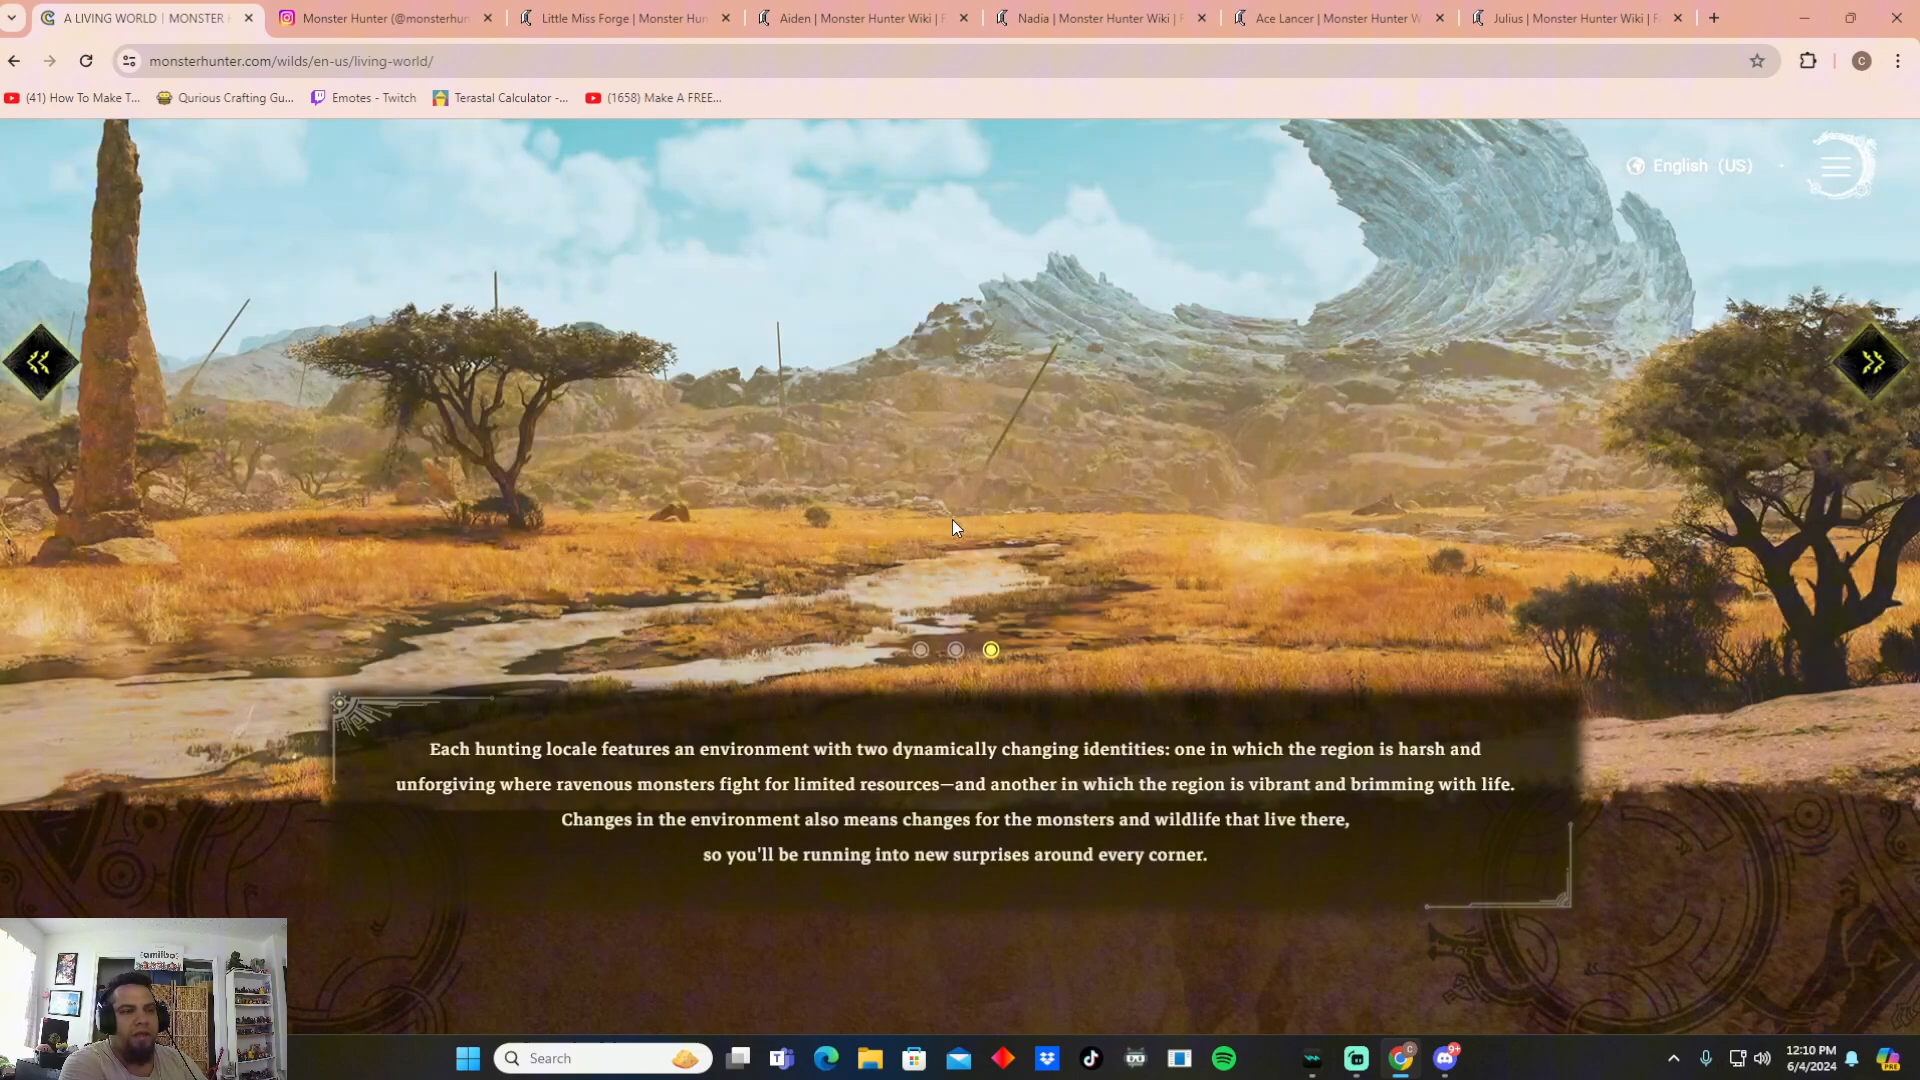 A LIVING WORLD | MONSTER H
Monster Hunter (@monsterhun
Little Miss Forge | Monster Hun
Aiden | Monster Hunter Wiki | F
Nadia | Monster Hunter Wiki | F
Ace Lancer | Monster Hunter W
Julius | Monster Hunter Wiki | F
monsterhunter.com/wilds/en-us/living-world/
C
(41) How To Make T...
Qurious Crafting Gu...
Emotes - Twitch
Terastal Calculator -...
(1658) Make A FREE...
English (US)
Each hunting locale features an environment with two dynamically changing identities: one in which the region is harsh and
unforgiving where ravenous monsters fight for limited resources—and another in which the region is vibrant and brimming with life.
Changes in the environment also means changes for the monsters and wildlife that live there,
so you'll be running into new surprises around every corner.
amiibo
Search
C
9+
12:10 PM
6/4/2024
PRE